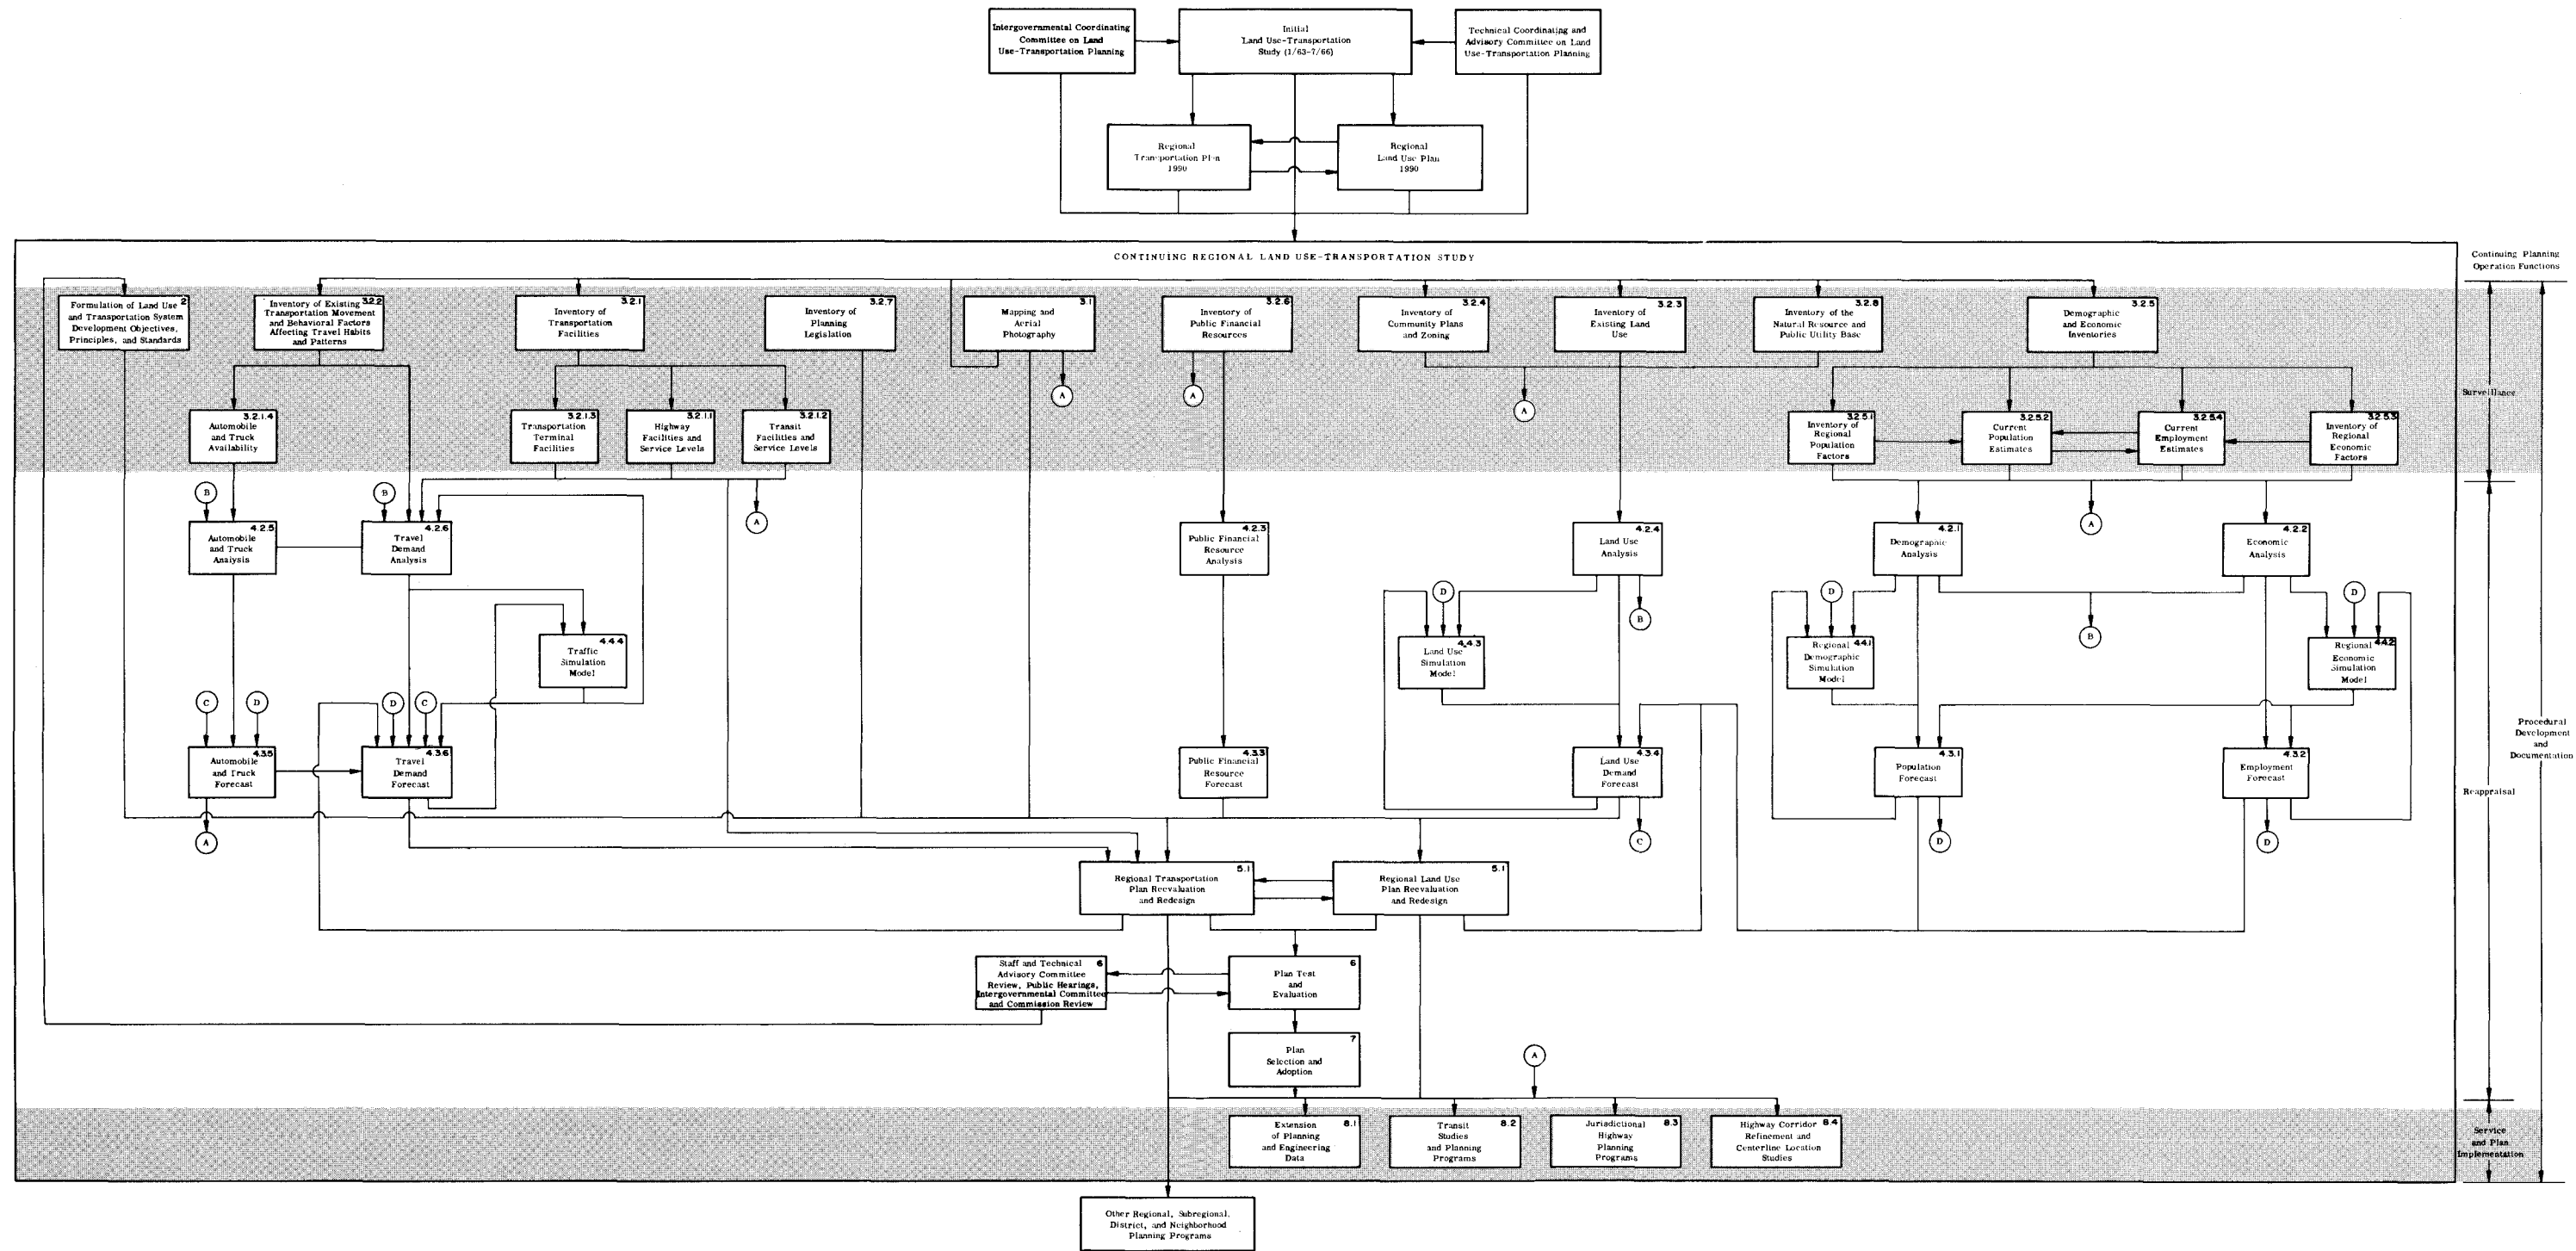 Intergovernmental Coordinating
Committee on Land
Use-Transportation Planning
Initial
Land Use-Transportation
Study (1/63-7/66)
Technical Coordinating and
Advisory Committee on Land
Use-Transportation Planning
Regional
Transportation Plan
1990
Regional
Land Use Plan
1990
CONTINUING REGIONAL LAND USE-TRANSPORTATION STUDY
Continuing Planning
Operation Functions
2
Formulation of Land Use
and Transportation System
Development Objectives,
Principles, and Standards
3.2.2
Inventory of Existing
Transportation Movement
and Behavioral Factors
Affecting Travel Habits
and Patterns
3.2.1
Inventory of
Transportation
Facilities
3.2.7
Inventory of
Planning
Legislation
3.1
Mapping and
Aerial
Photography
3.2.6
Inventory of
Public Financial
Resources
3.2.4
Inventory of
Community Plans
and Zoning
3.2.3
Inventory of
Existing Land
Use
3.2.8
Inventory of the
Natural Resource and
Public Utility Base
3.2.5
Demographic
and Economic
Inventories
A
A
A
Surveillance
3.2.1.4
Automobile
and Truck
Availability
3.2.1.3
Transportation
Terminal
Facilities
3.2.1.1
Highway
Facilities and
Service Levels
3.2.1.2
Transit
Facilities and
Service Levels
3.2.5.1
Inventory of
Regional
Population
Factors
3.2.5.2
Current
Population
Estimates
3.2.5.4
Current
Employment
Estimates
3.2.5.3
Inventory of
Regional
Economic
Factors
B
B
A
A
4.2.5
Automobile
and Truck
Analysis
4.2.6
Travel
Demand
Analysis
4.2.3
Public Financial
Resource
Analysis
4.2.4
Land Use
Analysis
4.2.1
Demographic
Analysis
4.2.2
Economic
Analysis
D
B
D
B
D
4.4.4
Traffic
Simulation
Model
4.4.3
Land Use
Simulation
Model
4.4.1
Regional
Demographic
Simulation
Model
4.4.2
Regional
Economic
Simulation
Model
C
D
D
C
Procedural
Development
and
Documentation
4.3.5
Automobile
and Truck
Forecast
4.3.6
Travel
Demand
Forecast
4.3.3
Public Financial
Resource
Forecast
4.3.4
Land Use
Demand
Forecast
4.3.1
Population
Forecast
4.3.2
Employment
Forecast
Reappraisal
A
C
D
D
5.1
Regional Transportation
Plan Reevaluation
and Redesign
5.1
Regional Land Use
Plan Reevaluation
and Redesign
6
Staff and Technical
Advisory Committee
Review, Public Hearings,
Intergovernmental Committee
and Commission Review
6
Plan Test
and
Evaluation
7
Plan
Selection and
Adoption
A
8.1
Extension
of Planning
and Engineering
Data
8.2
Transit
Studies
and Planning
Programs
8.3
Jurisdictional
Highway
Planning
Programs
8.4
Highway Corridor
Refinement and
Centerline Location
Studies
Service
and Plan
Implementation
Other Regional, Subregional,
District, and Neighborhood
Planning Programs